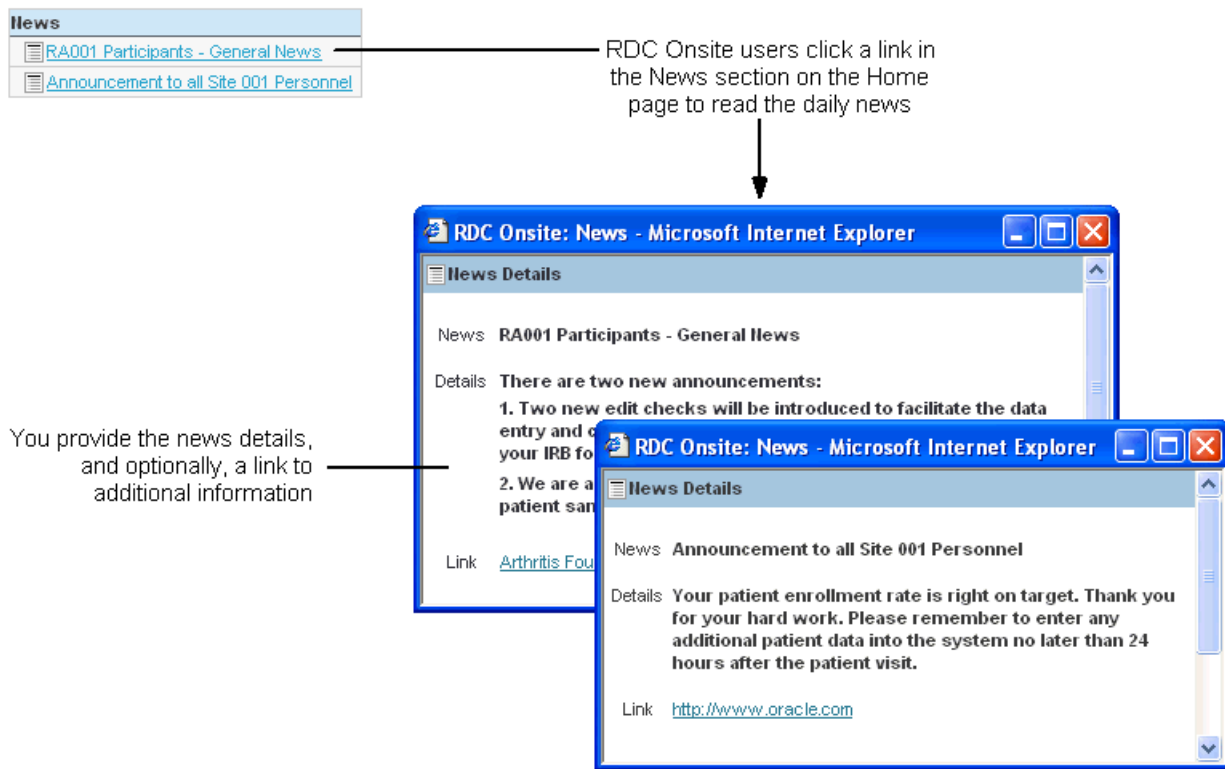 News
RA001 Participants - General News
Announcement to all Site 001 Personnel
RDC Onsite users click a link in
the News section on the Home
page to read the daily news
RDC Onsite: News - Microsoft Internet Explorer
News Details
News RA001 Participants - General News
Details There are two new announcements:
1. Two new edit checks will be introduced to facilitate the data
entry and
your IRB
2. We are
patient
Link Arthritis
You provide the news details,
and optionally, a link to
additional information
RDC Onsite: News - Microsoft Internet Explorer
News Details
News Announcement to all Site 001 Personnel
Details Your patient enrollment rate is right on target. Thank you
for your hard work. Please remember to enter any
additional patient data into the system no later than 24
hours after the patient visit.
Link http://www.oracle.com